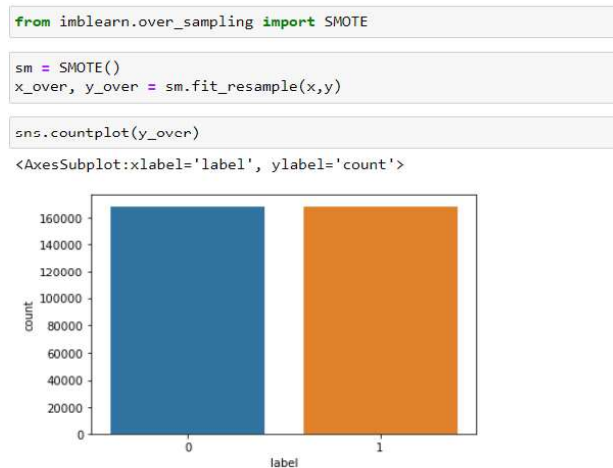 from imblearn.over_sampling import SMOTE
sm = SMOTE()
x_over, y_over = sm.fit_resample(x,y)
sns.countplot(y_over)
<AxesSubplot:xlabel='label', ylabel='count'>
160000
140000
120000
100000
80000
60000
40000
20000
0
count
0 1
label